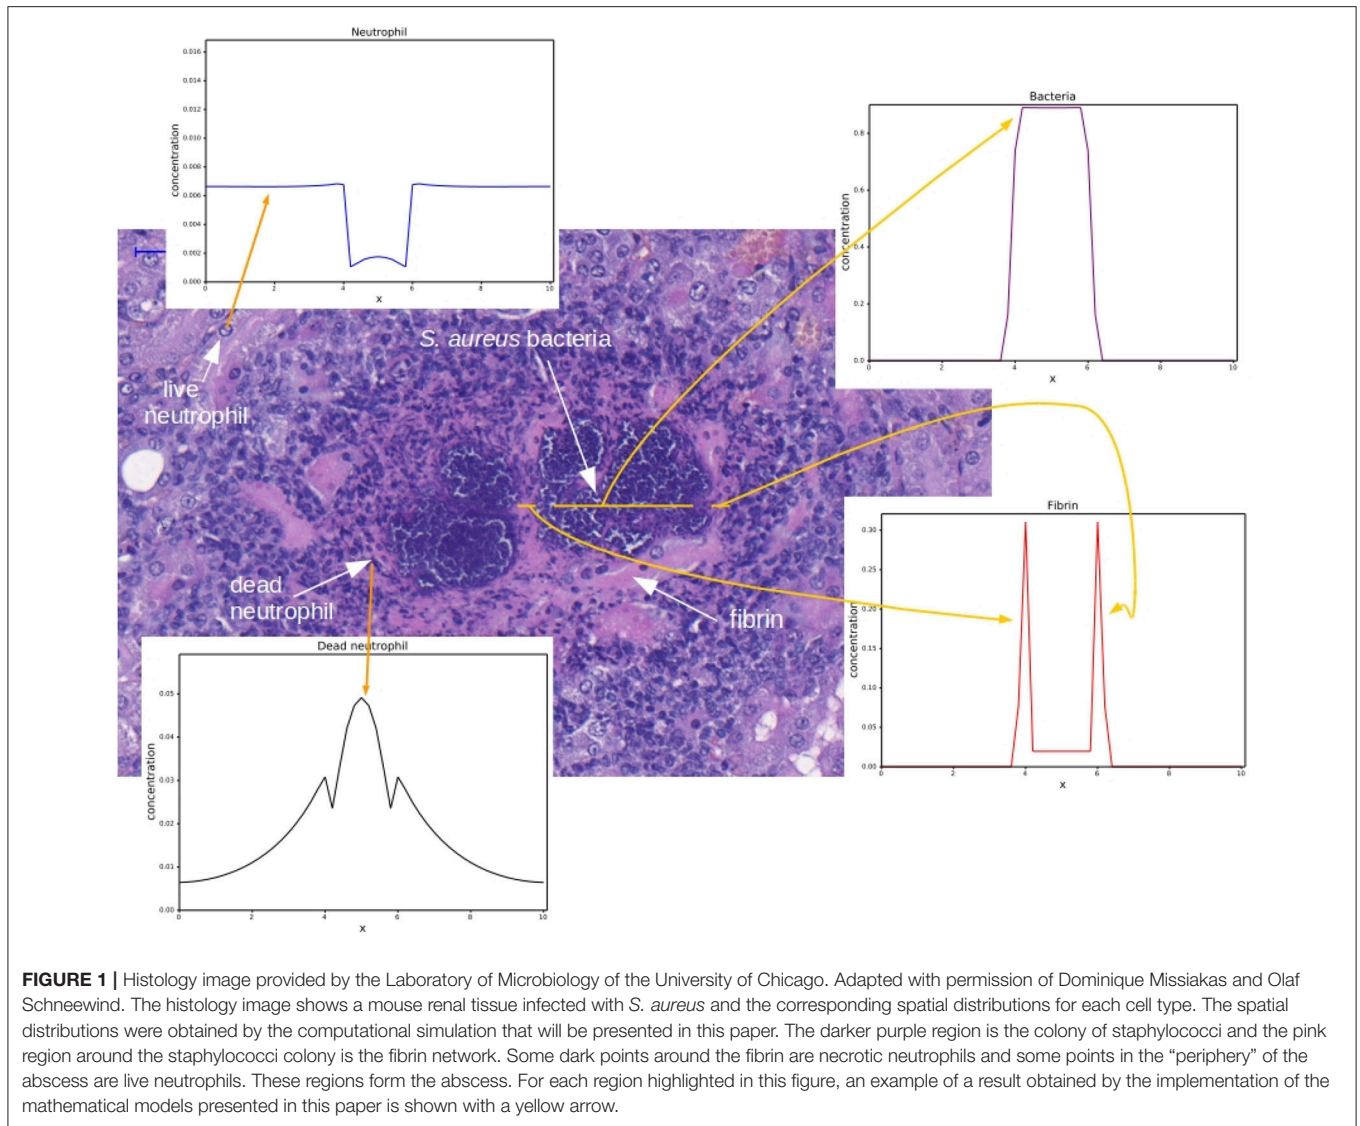 Neutrophil
0.016
0.014
0.012
0.010
0.008
0.006
0.004
0.002
0.000
concentration
0 2 4 6 8 10
x
Bacteria
0.8
0.6
0.4
0.2
0.0
concentration
0 2 4 6 8 10
x
S. aureus bacteria
live
neutrophil
dead
neutrophil
fibrin
Fibrin
0.30
0.25
0.20
0.15
0.10
0.05
0.00
concentration
0 2 4 6 8 10
x
Dead neutrophil
0.05
0.04
0.03
0.02
0.01
0.00
concentration
0 2 4 6 8 10
x
FIGURE 1 | Histology image provided by the Laboratory of Microbiology of the University of Chicago. Adapted with permission of Dominique Missiakas and Olaf
Schneewind. The histology image shows a mouse renal tissue infected with S. aureus and the corresponding spatial distributions for each cell type. The spatial
distributions were obtained by the computational simulation that will be presented in this paper. The darker purple region is the colony of staphylococci and the pink
region around the staphylococci colony is the fibrin network. Some dark points around the fibrin are necrotic neutrophils and some points in the “periphery” of the
abscess are live neutrophils. These regions form the abscess. For each region highlighted in this figure, an example of a result obtained by the implementation of the
mathematical models presented in this paper is shown with a yellow arrow.